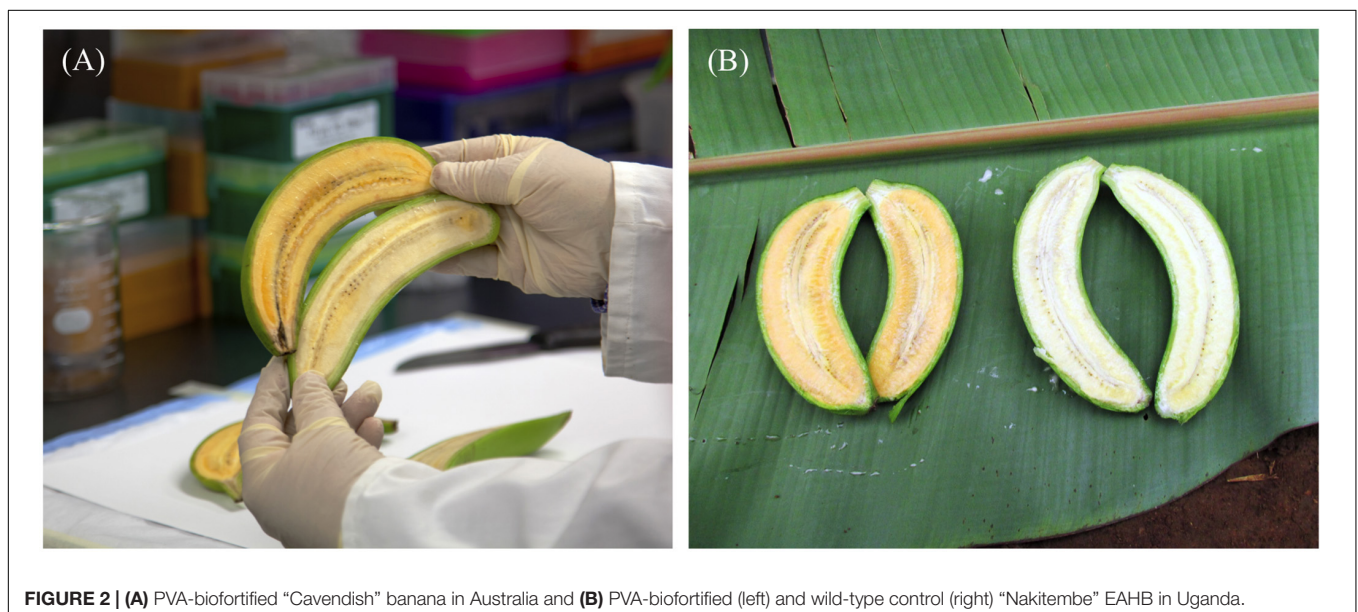 (A)
(B)
FIGURE 2 | (A) PVA-biofortified “Cavendish” banana in Australia and (B) PVA-biofortified (left) and wild-type control (right) “Nakitembe” EAHB in Uganda.